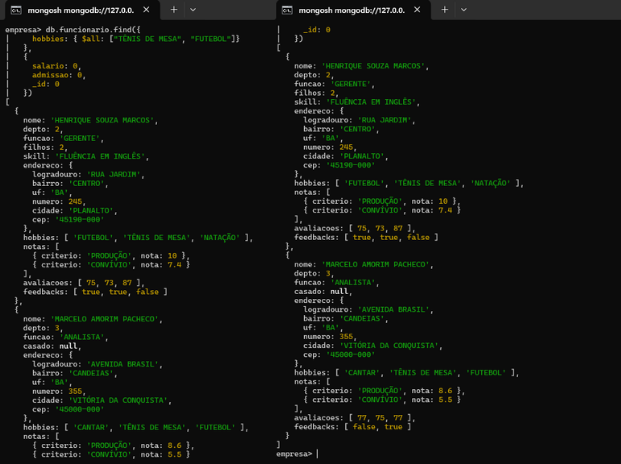 mongosh mongodb://127.0.0.
empresa> db.funcionario.find({
|     hobbies: { $all: ["TÊNIS DE MESA", "FUTEBOL"]}
|   },
|   {
|     salario: 0,
|     admissao: 0,
|     _id: 0
|   })
[
  {
    nome: 'HENRIQUE SOUZA MARCOS',
    depto: 2,
    funcao: 'GERENTE',
    filhos: 2,
    skill: 'FLUÊNCIA EM INGLÊS',
    endereco: {
      logradouro: 'RUA JARDIM',
      bairro: 'CENTRO',
      uf: 'BA',
      numero: 245,
      cidade: 'PLANALTO',
      cep: '45190-000'
    },
    hobbies: [ 'FUTEBOL', 'TÊNIS DE MESA', 'NATAÇÃO' ],
    notas: [
      { criterio: 'PRODUÇÃO', nota: 10 },
      { criterio: 'CONVÍVIO', nota: 7.4 }
    ],
    avaliacoes: [ 75, 73, 87 ],
    feedbacks: [ true, true, false ]
  },
  {
    nome: 'MARCELO AMORIM PACHECO',
    depto: 3,
    funcao: 'ANALISTA',
    casado: null,
    endereco: {
      logradouro: 'AVENIDA BRASIL',
      bairro: 'CANDEIAS',
      uf: 'BA',
      numero: 355,
      cidade: 'VITÓRIA DA CONQUISTA',
      cep: '45000-000'
    },
    hobbies: [ 'CANTAR', 'TÊNIS DE MESA', 'FUTEBOL' ],
    notas: [
      { criterio: 'PRODUÇÃO', nota: 8.6 },
      { criterio: 'CONVÍVIO', nota: 5.5 }
mongosh mongodb://127.0.0.
|     _id: 0
|   })
[
  {
    nome: 'HENRIQUE SOUZA MARCOS',
    depto: 2,
    funcao: 'GERENTE',
    filhos: 2,
    skill: 'FLUÊNCIA EM INGLÊS',
    endereco: {
      logradouro: 'RUA JARDIM',
      bairro: 'CENTRO',
      uf: 'BA',
      numero: 245,
      cidade: 'PLANALTO',
      cep: '45190-000'
    },
    hobbies: [ 'FUTEBOL', 'TÊNIS DE MESA', 'NATAÇÃO' ],
    notas: [
      { criterio: 'PRODUÇÃO', nota: 10 },
      { criterio: 'CONVÍVIO', nota: 7.4 }
    ],
    avaliacoes: [ 75, 73, 87 ],
    feedbacks: [ true, true, false ]
  },
  {
    nome: 'MARCELO AMORIM PACHECO',
    depto: 3,
    funcao: 'ANALISTA',
    casado: null,
    endereco: {
      logradouro: 'AVENIDA BRASIL',
      bairro: 'CANDEIAS',
      uf: 'BA',
      numero: 355,
      cidade: 'VITÓRIA DA CONQUISTA',
      cep: '45000-000'
    },
    hobbies: [ 'CANTAR', 'TÊNIS DE MESA', 'FUTEBOL' ],
    notas: [
      { criterio: 'PRODUÇÃO', nota: 8.6 },
      { criterio: 'CONVÍVIO', nota: 5.5 }
    ],
    avaliacoes: [ 77, 75, 77 ],
    feedbacks: [ false, true ]
  }
]
empresa>